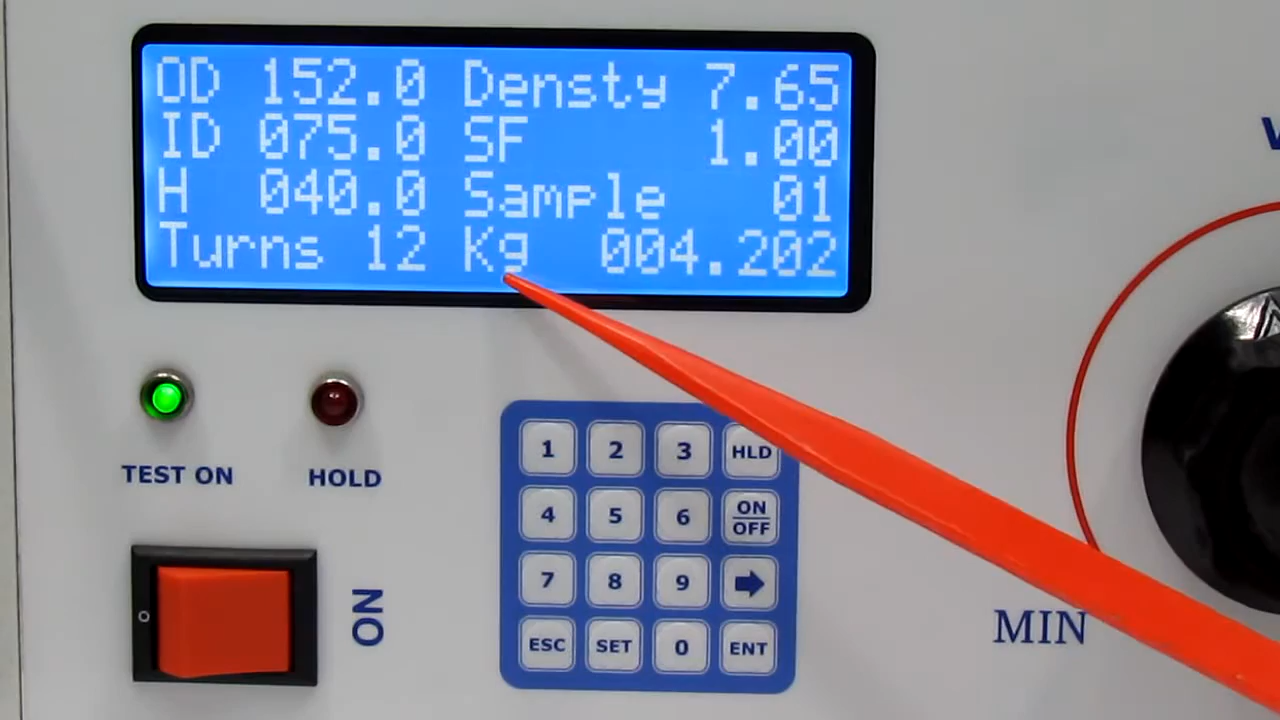 OD 152.0 Densty 7.65
ID 075.0 SF 1.00
H 040.0 Sample 01
Turns 12 Kg 004.202
TEST ON
HOLD
ON
1 2 3 HLD
4 5 6 ON OFF
7 8 9
ESC SET 0 ENT
MIN